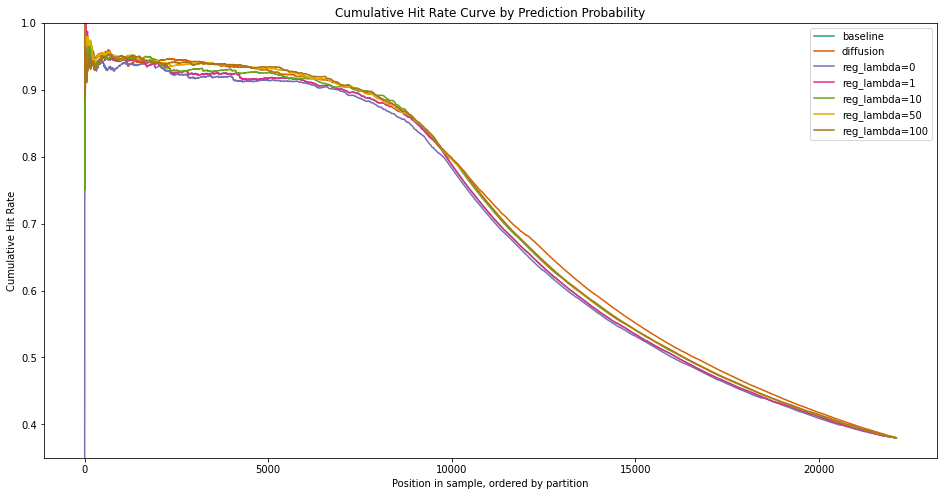 Cumulative Hit Rate Curve by Prediction Probability
1.0
0.9
0.8
0.7
0.6
0.5
0.4
Cumulative Hit Rate
baseline
diffusion
reg_lambda=0
reg_lambda=1
reg_lambda=10
reg_lambda=50
reg_lambda=100
0 5000 10000 15000 20000
Position in sample, ordered by partition